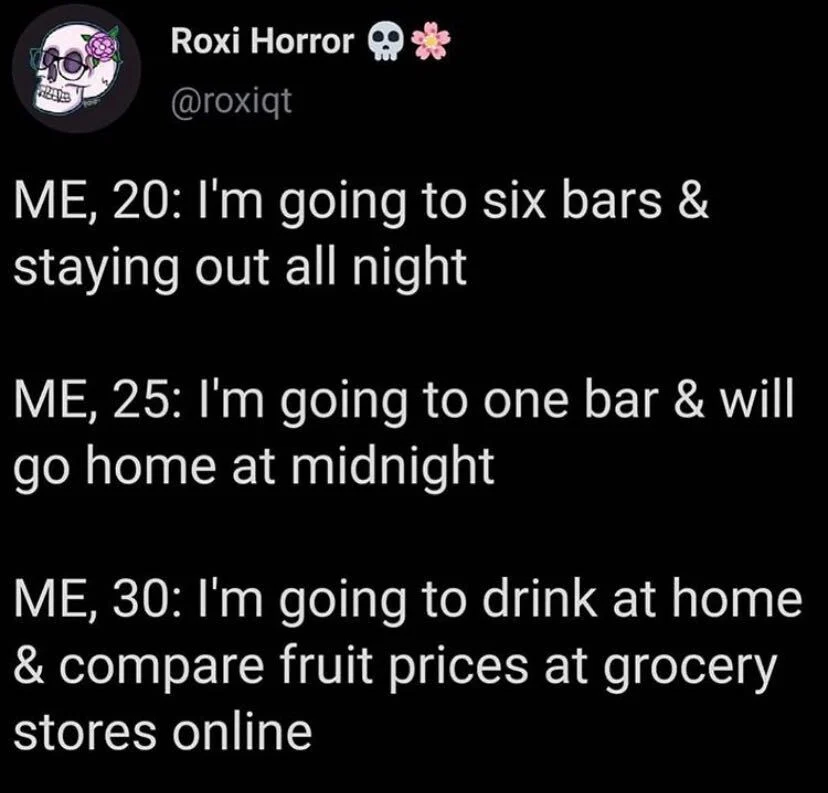 Roxi Horror 💀🌸
@roxiqt
ME, 20: I'm going to six bars &
staying out all night
ME, 25: I'm going to one bar & will
go home at midnight
ME, 30: I'm going to drink at home
& compare fruit prices at grocery
stores online